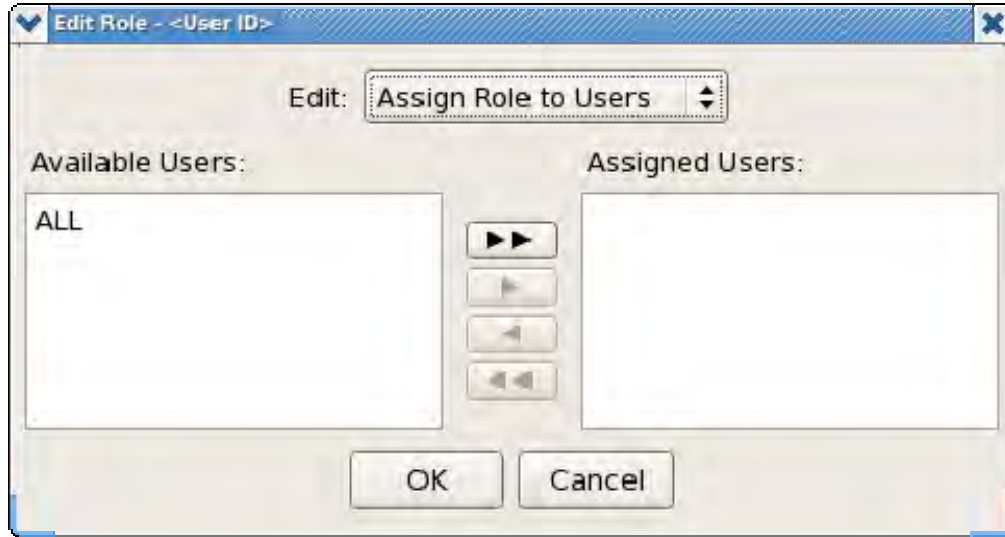 Edit Role - <User ID>
Edit: Assign Role to Users
Available Users:
Assigned Users:
ALL
OK
Cancel